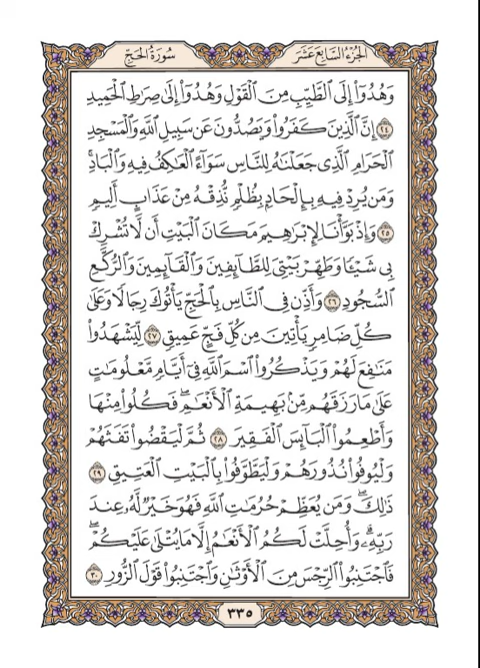 الجزء السابع عشر
سورة الحج
وَهُدُوٓاْ إِلَى ٱلطَّيِّبِ مِنَ ٱلۡقَوۡلِ وَهُدُوٓاْ إِلَىٰ صِرَٰطِ ٱلۡحَمِيدِ
٢٤ إِنَّ ٱلَّذِينَ كَفَرُواْ وَيَصُدُّونَ عَن سَبِيلِ ٱللَّهِ وَٱلۡمَسۡجِدِ
ٱلۡحَرَامِ ٱلَّذِي جَعَلۡنَٰهُ لِلنَّاسِ سَوَآءً ٱلۡعَٰكِفُ فِيهِ وَٱلۡبَادِۚ
وَمَن يُرِدۡ فِيهِ بِإِلۡحَادِۭ بِظُلۡمٖ نُّذِقۡهُ مِنۡ عَذَابٍ أَلِيمٖ
٢٥ وَإِذۡ بَوَّأۡنَا لِإِبۡرَٰهِيمَ مَكَانَ ٱلۡبَيۡتِ أَن لَّا تُشۡرِكۡ
بِي شَيۡـٔٗا وَطَهِّرۡ بَيۡتِيَ لِلطَّآئِفِينَ وَٱلۡقَآئِمِينَ وَٱلرُّكَّعِ
ٱلسُّجُودِ ٢٦ وَأَذِّن فِي ٱلنَّاسِ بِٱلۡحَجِّ يَأۡتُوكَ رِجَالٗا وَعَلَىٰ
كُلِّ ضَامِرٖ يَأۡتِينَ مِن كُلِّ فَجٍّ عَمِيقٖ ٢٧ لِّيَشۡهَدُواْ
مَنَٰفِعَ لَهُمۡ وَيَذۡكُرُواْ ٱسۡمَ ٱللَّهِ فِيٓ أَيَّامٖ مَّعۡلُومَٰتٍ
عَلَىٰ مَا رَزَقَهُم مِّنۢ بَهِيمَةِ ٱلۡأَنۡعَٰمِۖ فَكُلُواْ مِنۡهَا
وَأَطۡعِمُواْ ٱلۡبَآئِسَ ٱلۡفَقِيرَ ٢٨ ثُمَّ لۡيَقۡضُواْ تَفَثَهُمۡ
وَلۡيُوفُواْ نُذُورَهُمۡ وَلۡيَطَّوَّفُواْ بِٱلۡبَيۡتِ ٱلۡعَتِيقِ ٢٩
ذَٰلِكَۖ وَمَن يُعَظِّمۡ حُرُمَٰتِ ٱللَّهِ فَهُوَ خَيۡرٞ لَّهُۥ عِندَ
رَبِّهِۦۗ وَأُحِلَّتۡ لَكُمُ ٱلۡأَنۡعَٰمُ إِلَّا مَا يُتۡلَىٰ عَلَيۡكُمۡۖ
فَٱجۡتَنِبُواْ ٱلرِّجۡسَ مِنَ ٱلۡأَوۡثَٰنِ وَٱجۡتَنِبُواْ قَوۡلَ ٱلزُّورِ ٣٠
٣٣٥